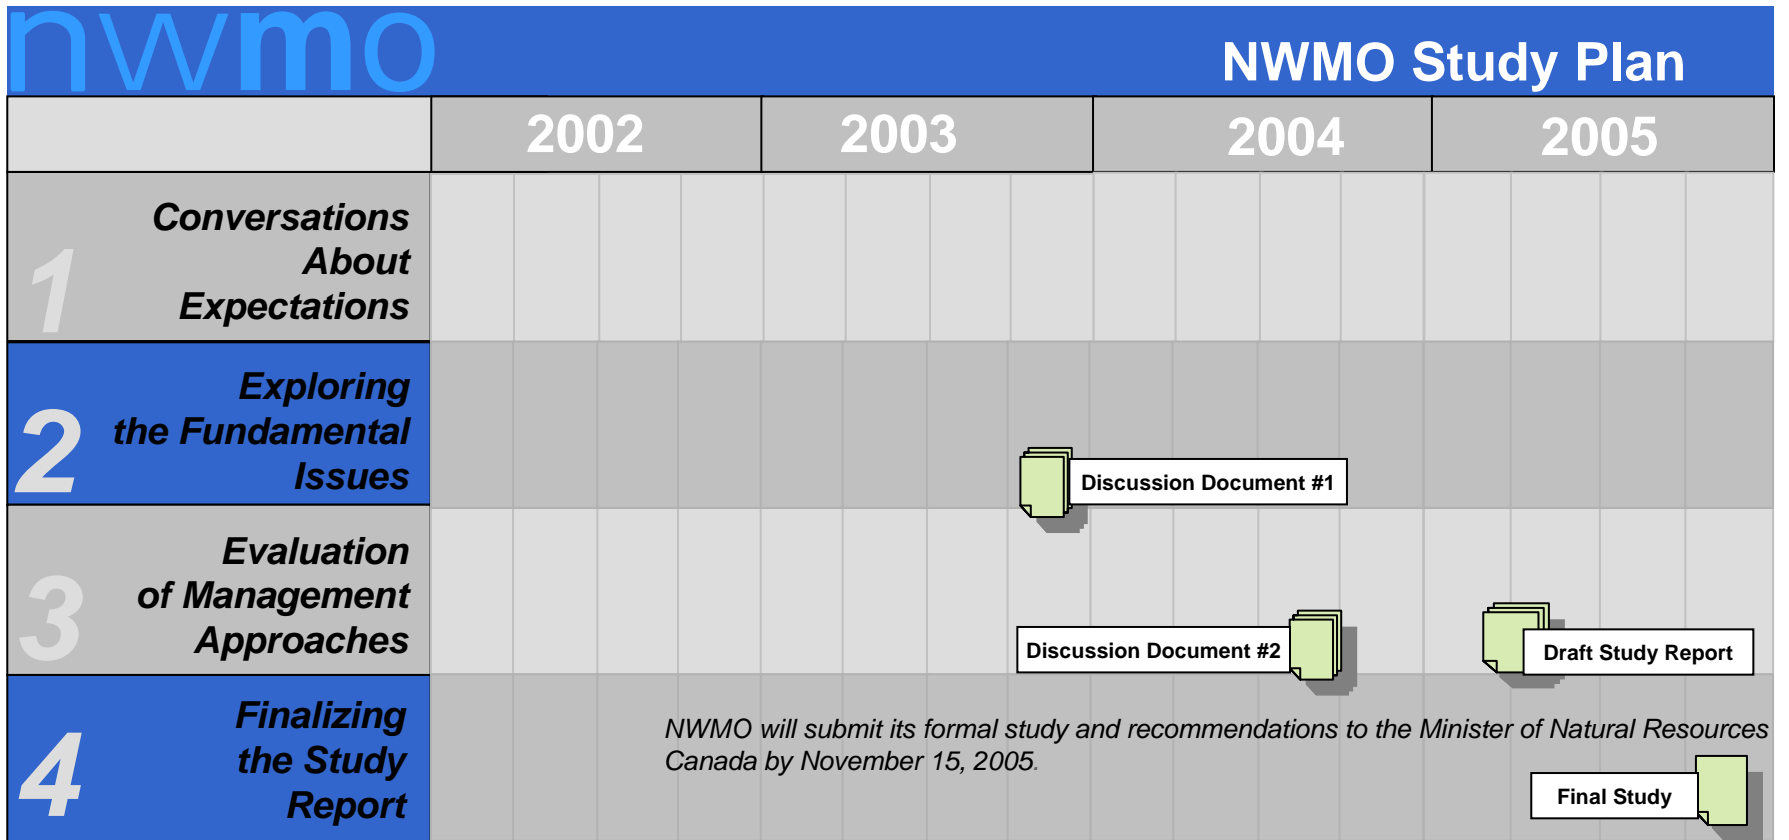 nwmo
NWMO Study Plan
2002
2003
2004
2005
1
Conversations
About
Expectations
2
Exploring
the Fundamental
Issues
Discussion Document #1
3
Evaluation
of Management
Approaches
Discussion Document #2
Draft Study Report
4
Finalizing
the Study
Report
NWMO will submit its formal study and recommendations to the Minister of Natural Resources
Canada by November 15, 2005.
Final Study